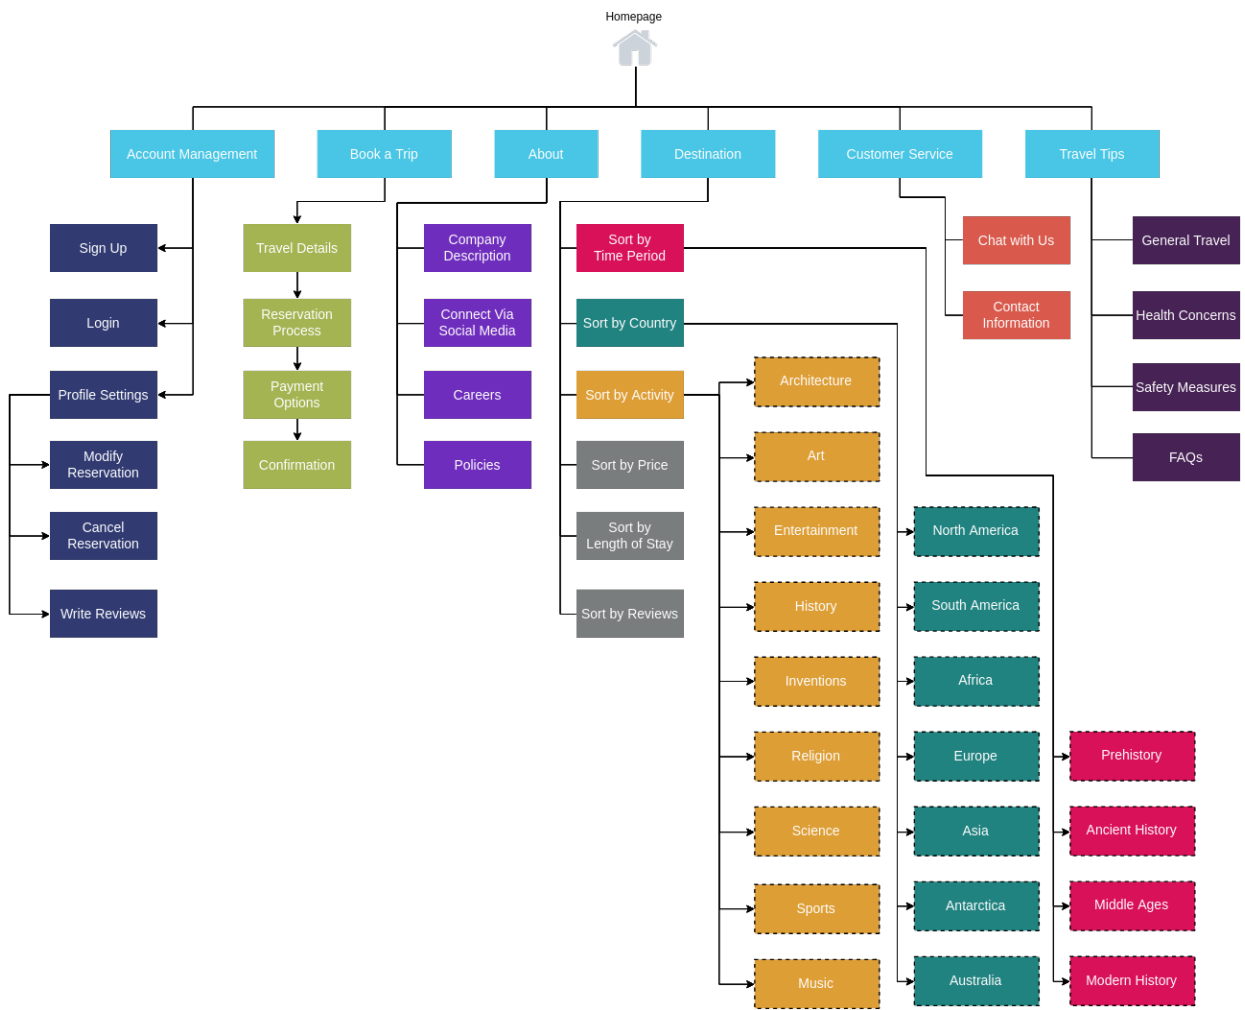 Homepage
Account Management
Book a Trip
About
Destination
Customer Service
Travel Tips
Sign Up
Login
Profile Settings
Modify
Reservation
Cancel
Reservation
Write Reviews
Travel Details
Reservation
Process
Payment
Options
Confirmation
Company
Description
Connect Via
Social Media
Careers
Policies
Sort by
Time Period
Sort by Country
Sort by Activity
Sort by Price
Sort by
Length of Stay
Sort by Reviews
Architecture
Art
Entertainment
History
Inventions
Religion
Science
Sports
Music
North America
South America
Africa
Europe
Asia
Antarctica
Australia
Prehistory
Ancient History
Middle Ages
Modern History
Chat with Us
Contact
Information
General Travel
Health Concerns
Safety Measures
FAQs